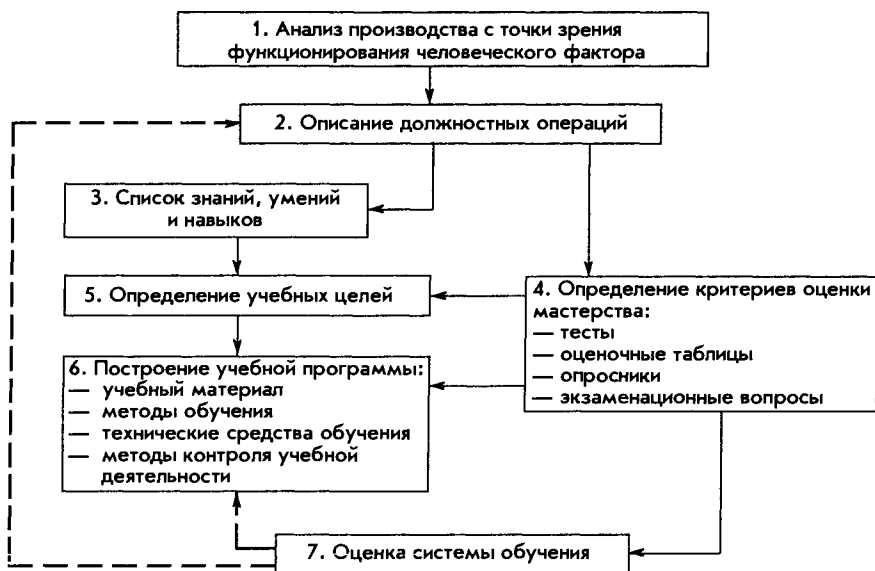 1. Анализ производства с точки зрения
функционирования человеческого фактора
2. Описание должностных операций
3. Список знаний, умений
и навыков
5. Определение учебных целей
4. Определение критериев оценки
мастерства:
— тесты
— оценочные таблицы
— опросники
— экзаменационные вопросы
6. Построение учебной программы:
— учебный материал
— методы обучения
— технические средства обучения
— методы контроля учебной
деятельности
7. Оценка системы обучения